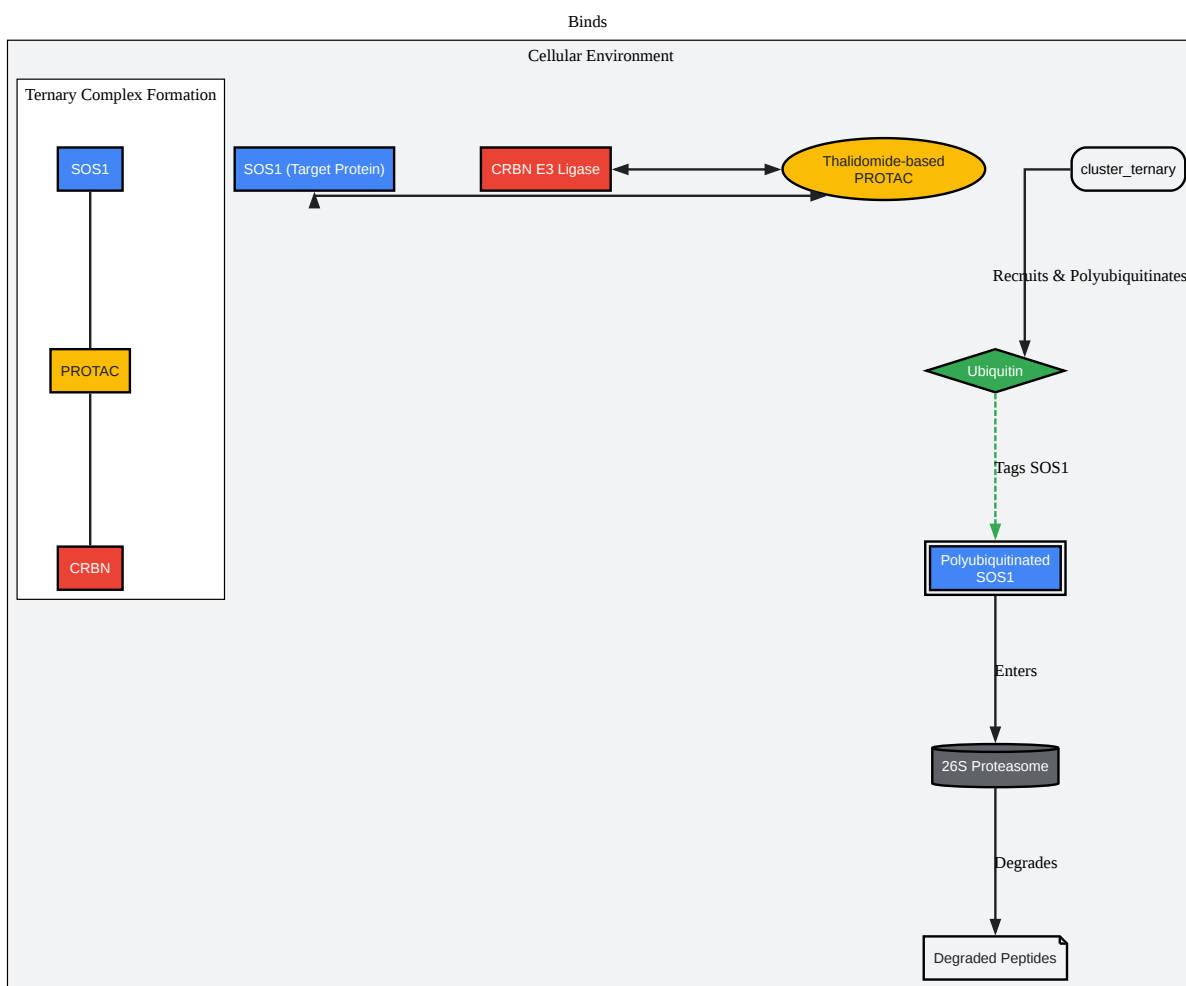 Binds
Cellular Environment
Ternary Complex Formation
SOS1
SOS1 (Target Protein)
CRBN E3 Ligase
Thalidomide-based
PROTAC
cluster_ternary
Recruits & Polyubiquitinates
PROTAC
Ubiquitin
Tags SOS1
CRBN
Polyubiquitinated
SOS1
Enters
26S Proteasome
Degrades
Degraded Peptides